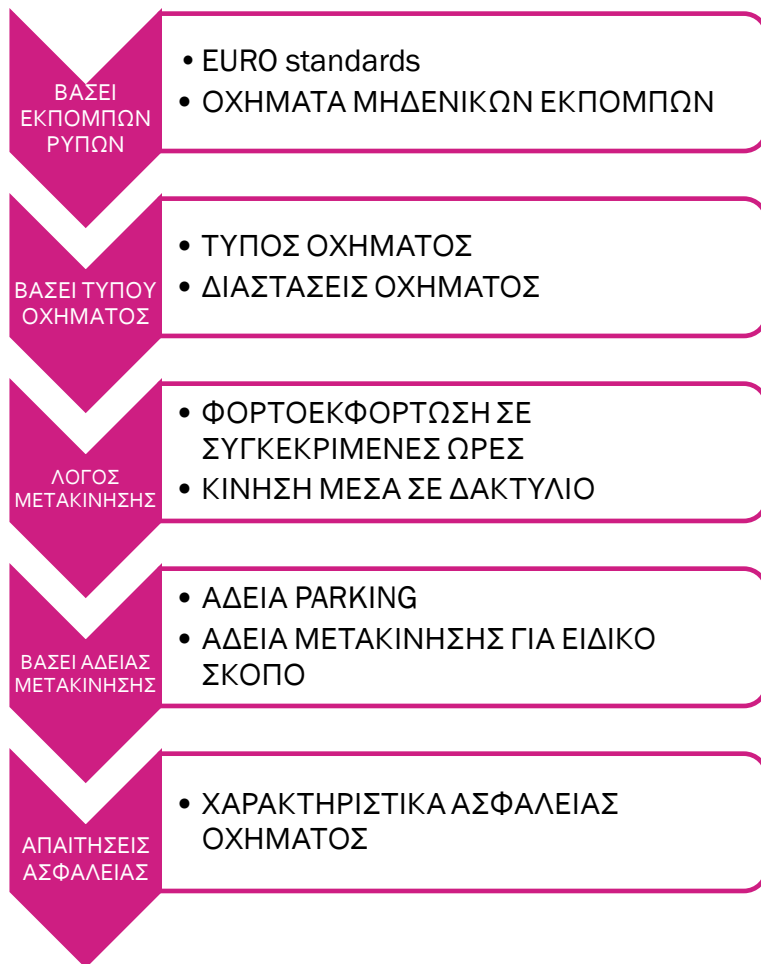 ΒΑΣΕΙ
ΕΚΠΟΜΠΩΝ
ΡΥΠΩΝ
• EURO standards
• ΟΧΗΜΑΤΑ ΜΗΔΕΝΙΚΩΝ ΕΚΠΟΜΠΩΝ
ΒΑΣΕΙ ΤΥΠΟΥ
ΟΧΗΜΑΤΟΣ
• ΤΥΠΟΣ ΟΧΗΜΑΤΟΣ
• ΔΙΑΣΤΑΣΕΙΣ ΟΧΗΜΑΤΟΣ
ΛΟΓΟΣ
ΜΕΤΑΚΙΝΗΣΗΣ
• ΦΟΡΤΟΕΚΦΟΡΤΩΣΗ ΣΕ
ΣΥΓΚΕΚΡΙΜΕΝΕΣ ΩΡΕΣ
• ΚΙΝΗΣΗ ΜΕΣΑ ΣΕ ΔΑΚΤΥΛΙΟ
ΒΑΣΕΙ ΑΔΕΙΑΣ
ΜΕΤΑΚΙΝΗΣΗΣ
• ΑΔΕΙΑ PARKING
• ΑΔΕΙΑ ΜΕΤΑΚΙΝΗΣΗΣ ΓΙΑ ΕΙΔΙΚΟ
ΣΚΟΠΟ
ΑΠΑΙΤΗΣΕΙΣ
ΑΣΦΑΛΕΙΑΣ
• ΧΑΡΑΚΤΗΡΙΣΤΙΚΑ ΑΣΦΑΛΕΙΑΣ
ΟΧΗΜΑΤΟΣ